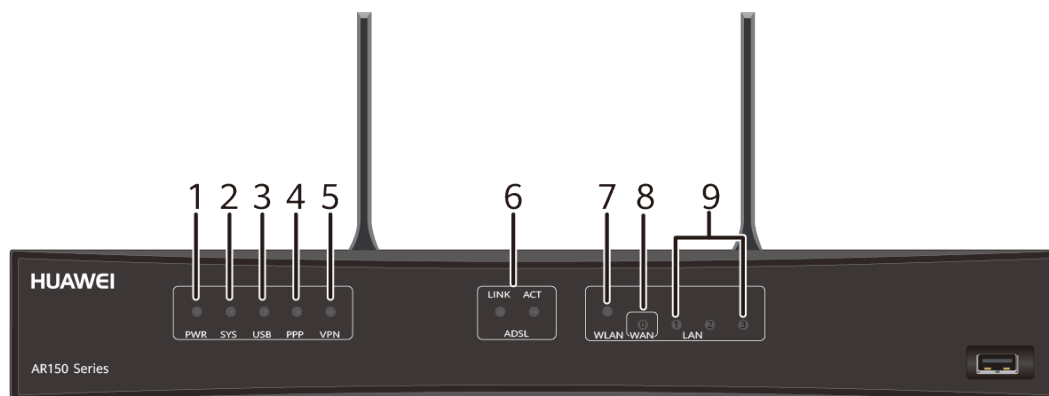 1 2 3 4 5 6 7 8 9
HUAWEI
LINK ACT
PWR SYS USB PPP VPN ADSL WLAN WAN LAN
0 1 2 3
AR150 Series